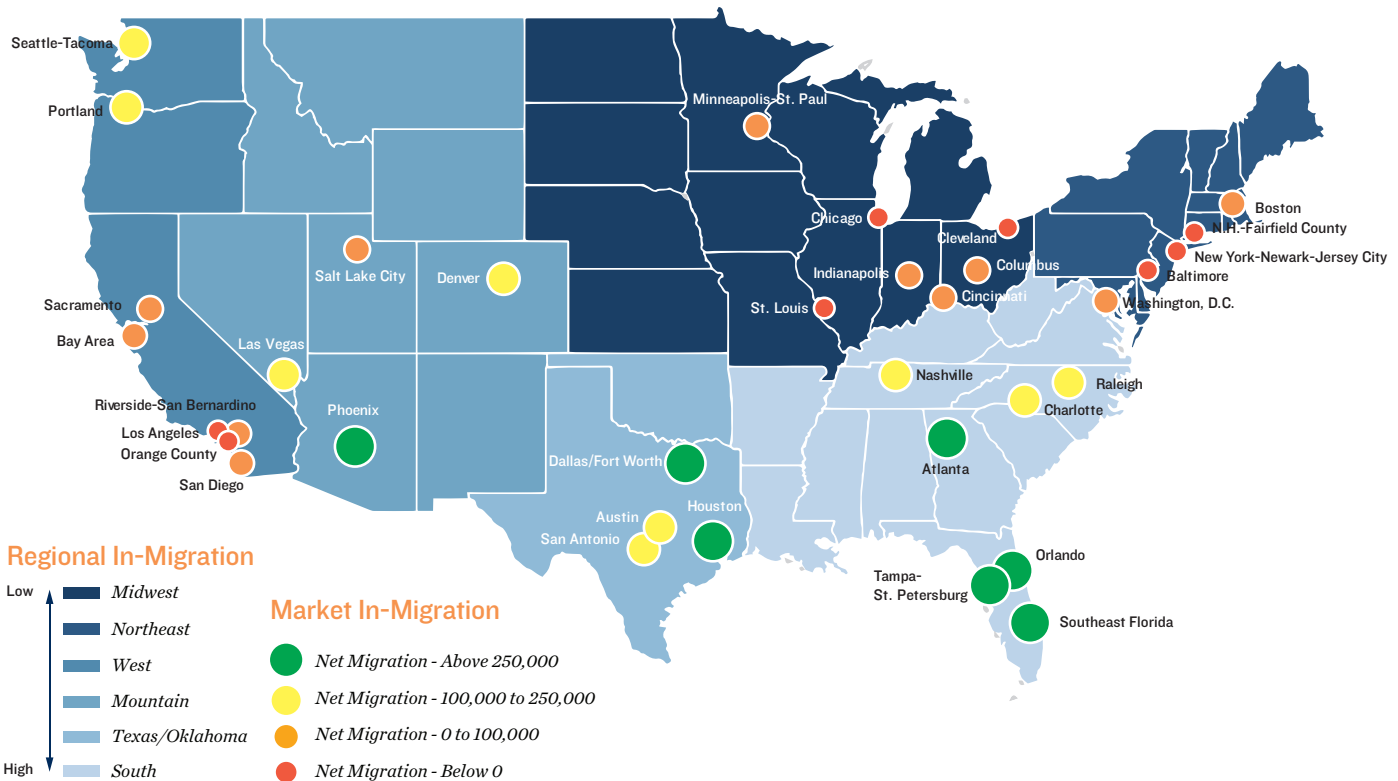 Seattle-Tacoma
Portland
Minneapolis-St. Paul
Chicago
Cleveland
Boston
N.H.-Fairfield County
New York-Newark-Jersey City
Baltimore
Washington, D.C.
Salt Lake City
Denver
Indianapolis
Columbus
Cincinnati
St. Louis
Sacramento
Bay Area
Las Vegas
Nashville
Raleigh
Charlotte
Riverside-San Bernardino
Los Angeles
Orange County
San Diego
Phoenix
Dallas/Fort Worth
Atlanta
Austin
San Antonio
Houston
Orlando
Tampa-
St. Petersburg
Southeast Florida
Regional In-Migration
Low
Midwest
Northeast
West
Mountain
Texas/Oklahoma
High
South
Market In-Migration
Net Migration - Above 250,000
Net Migration - 100,000 to 250,000
Net Migration - 0 to 100,000
Net Migration - Below 0